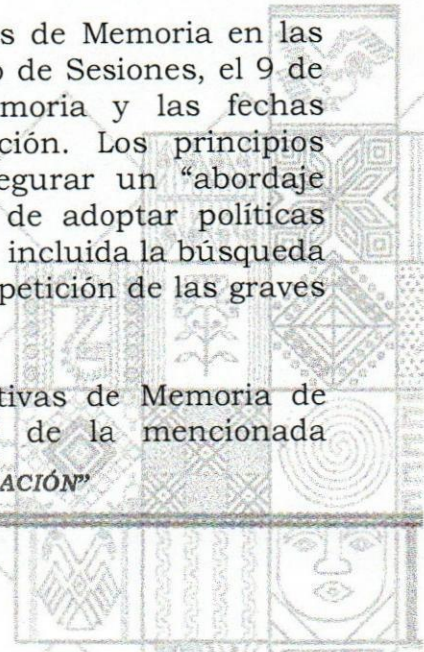 s de Memoria en las
o de Sesiones, el 9 de
moria y las fechas
ción. Los principios
egurar un “abordaje
de adoptar políticas
incluida la búsqueda
petición de las graves
tivas de Memoria de
de la mencionada
ACIÓN”